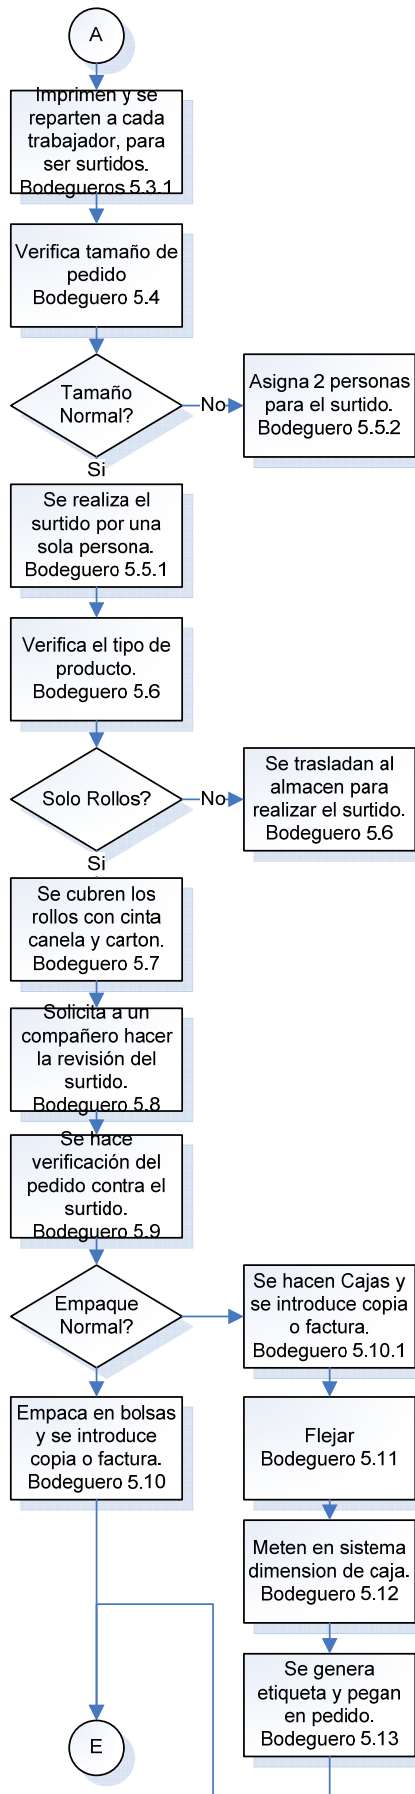 A
Imprimen y se
reparten a cada
trabajador, para
ser surtidos.
Bodegueros 5.3.1
Verifica tamaño de
pedido
Bodeguero 5.4
Tamaño
Normal?
No
Asigna 2 personas
para el surtido.
Bodeguero 5.5.2
Si
Se realiza el
surtido por una
sola persona.
Bodeguero 5.5.1
Verifica el tipo de
producto.
Bodeguero 5.6
Solo Rollos?
No
Se trasladan al
almacen para
realizar el surtido.
Bodeguero 5.6
Si
Se cubren los
rollos con cinta
canela y carton.
Bodeguero 5.7
Solicita a un
compañero hacer
la revisión del
surtido.
Bodeguero 5.8
Se hace
verificación del
pedido contra el
surtido.
Bodeguero 5.9
Empaque
Normal?
Se hacen Cajas y
se introduce copia
o factura.
Bodeguero 5.10.1
Empaca en bolsas
y se introduce
copia o factura.
Bodeguero 5.10
Flejar
Bodeguero 5.11
Meten en sistema
dimension de caja.
Bodeguero 5.12
Se genera
etiqueta y pegan
en pedido.
Bodeguero 5.13
E